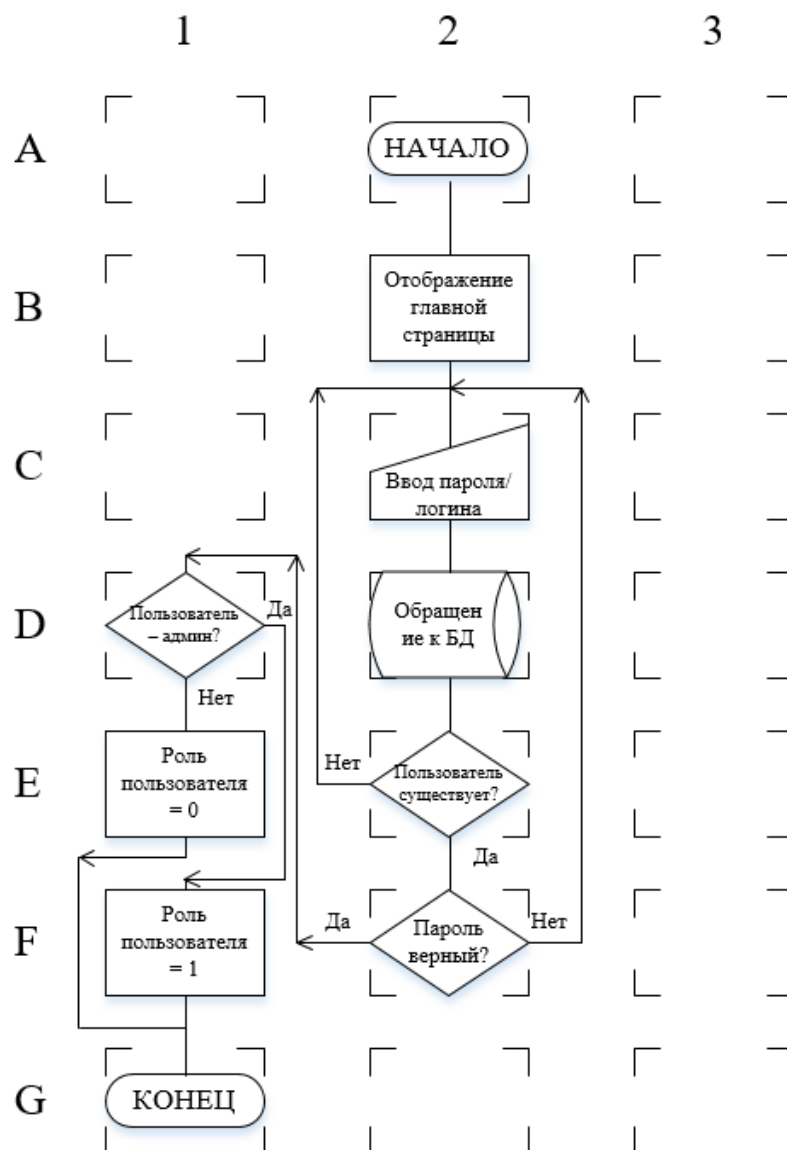 1 2 3
A
НАЧАЛО
B
Отображение
главной
страницы
C
Ввод пароля/
логина
D
Пользователь
– админ?
Да
Нет
Обращен
ие к БД
E
Роль
пользователя
= 0
Нет
Пользователь
существует?
Да
F
Роль
пользователя
= 1
Да
Пароль
верный?
Нет
G
КОНЕЦ